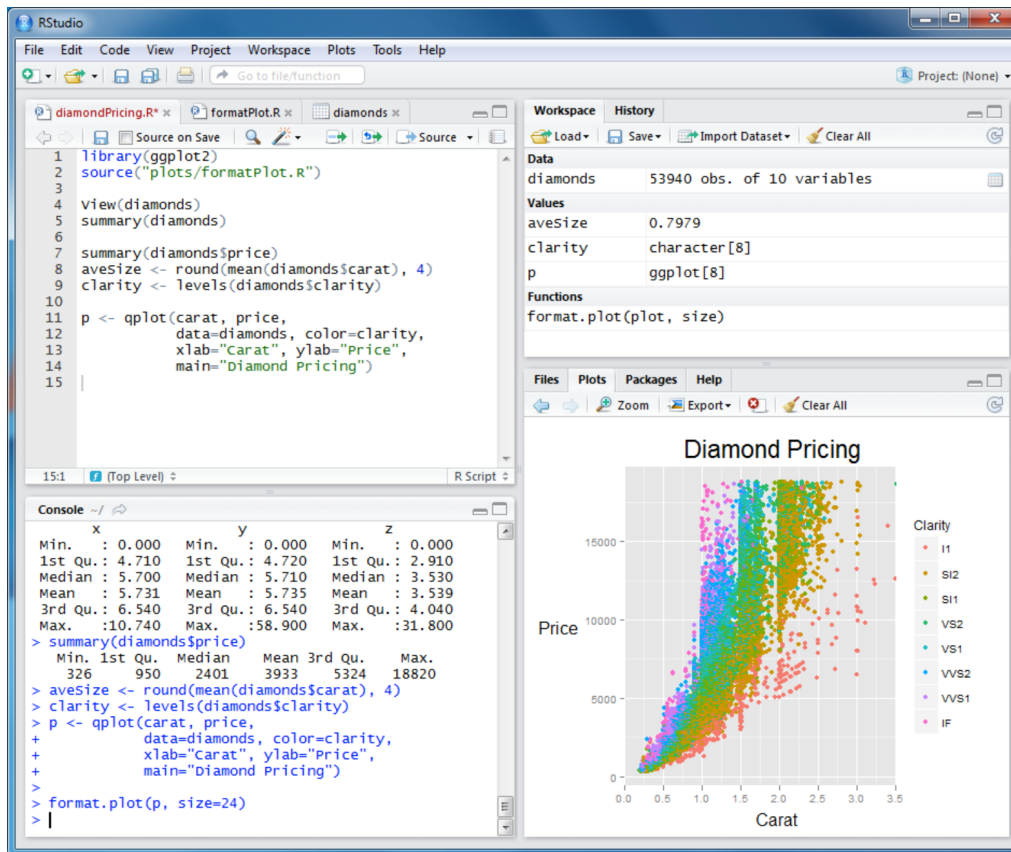 RStudio
File Edit Code View Project Workspace Plots Tools Help
Go to file/function
Project: (None)
diamondPricing.R* formatPlot.R diamonds
Source on Save Source
1 library(ggplot2)
2 source("plots/formatPlot.R")
3
4 View(diamonds)
5 summary(diamonds)
6
7 summary(diamonds$price)
8 aveSize <- round(mean(diamonds$carat), 4)
9 clarity <- levels(diamonds$clarity)
10
11 p <- qplot(carat, price,
12 data=diamonds, color=clarity,
13 xlab="Carat", ylab="Price",
14 main="Diamond Pricing")
15
15:1 (Top Level) R Script
Console ~/
x y z
Min. : 0.000 Min. : 0.000 Min. : 0.000
1st Qu.: 4.710 1st Qu.: 4.720 1st Qu.: 2.910
Median : 5.700 Median : 5.710 Median : 3.530
Mean : 5.731 Mean : 5.735 Mean : 3.539
3rd Qu.: 6.540 3rd Qu.: 6.540 3rd Qu.: 4.040
Max. :10.740 Max. :58.900 Max. :31.800
> summary(diamonds$price)
Min. 1st Qu. Median Mean 3rd Qu. Max.
326 950 2401 3933 5324 18820
> aveSize <- round(mean(diamonds$carat), 4)
> clarity <- levels(diamonds$clarity)
> p <- qplot(carat, price,
+ data=diamonds, color=clarity,
+ xlab="Carat", ylab="Price",
+ main="Diamond Pricing")
>
> format.plot(p, size=24)
>
Workspace History
Load Save Import Dataset Clear All
Data
diamonds 53940 obs. of 10 variables
Values
aveSize 0.7979
clarity character[8]
p ggplot[8]
Functions
format.plot(plot, size)
Files Plots Packages Help
Zoom Export Clear All
Diamond Pricing
Price
15000
10000
5000
0
0.0 0.5 1.0 1.5 2.0 2.5 3.0 3.5
Carat
Clarity
I1
SI2
SI1
VS2
VS1
VVS2
VVS1
IF